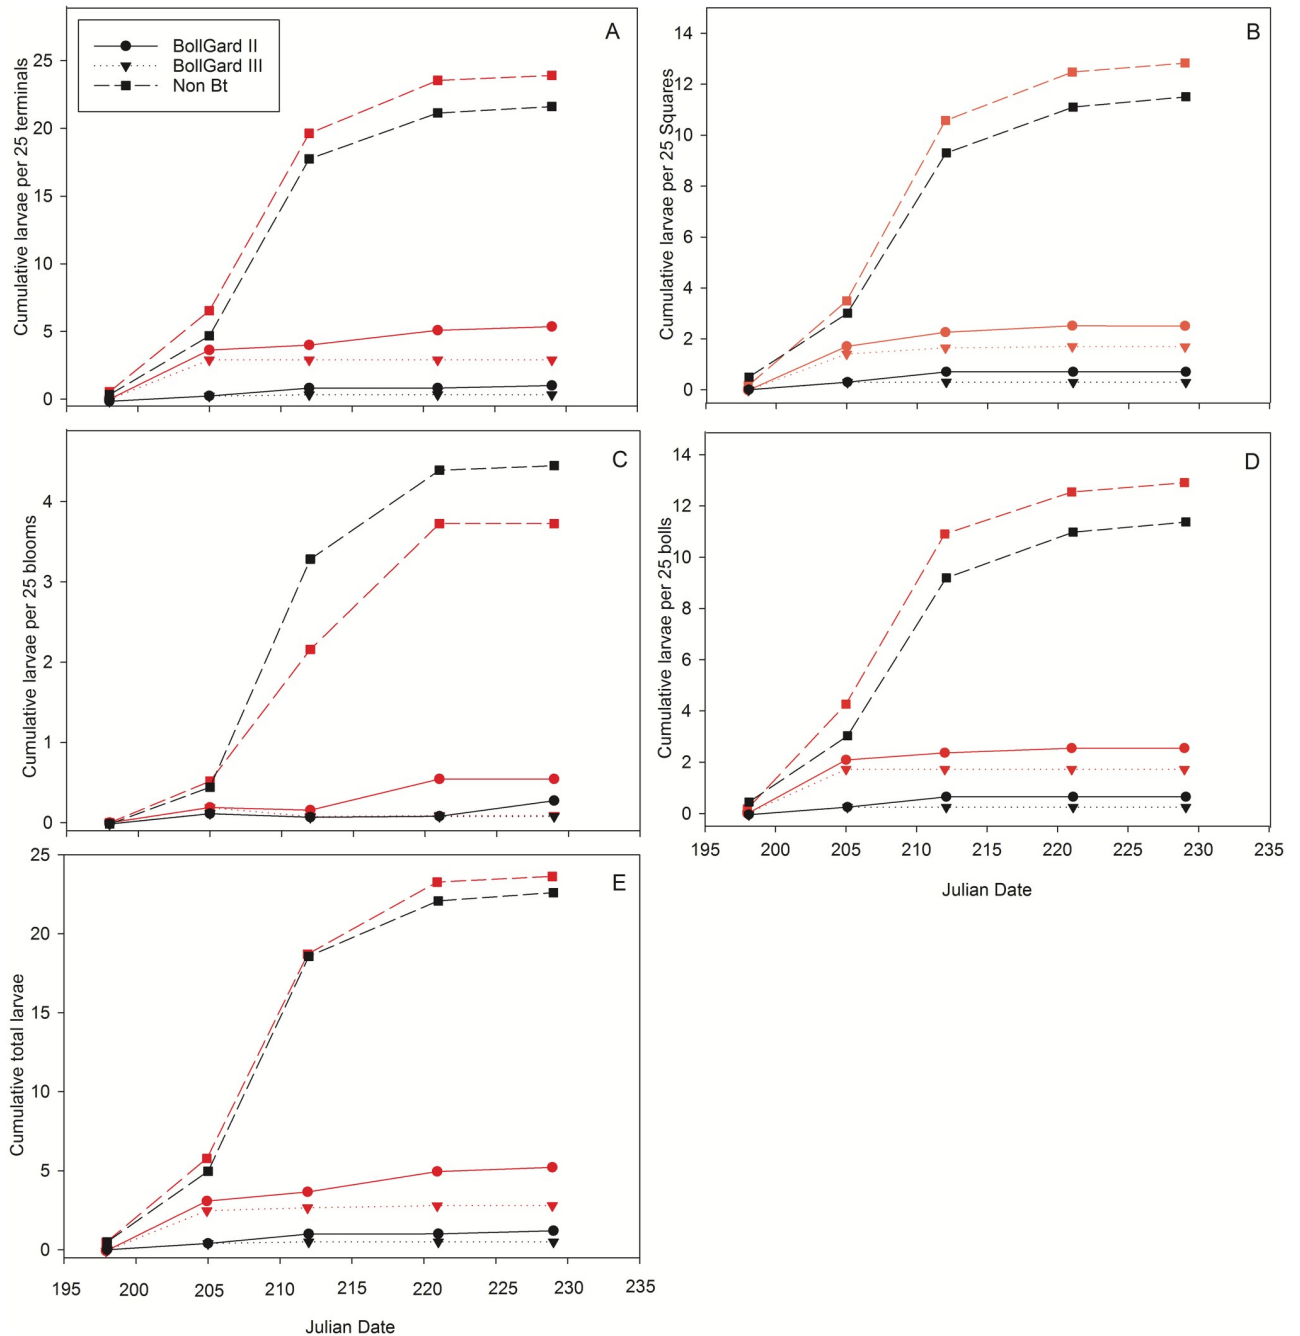 A
BollGard II
BollGard III
Non Bt
Cumulative larvae per 25 terminals
25
20
15
10
5
0
B
Cumulative larvae per 25 Squares
14
12
10
8
6
4
2
0
C
Cumulative larvae per 25 blooms
4
3
2
1
0
D
Cumulative larvae per 25 bolls
14
12
10
8
6
4
2
0
195 200 205 210 215 220 225 230 235
Julian Date
E
Cumulative total larvae
25
20
15
10
5
0
195 200 205 210 215 220 225 230 235
Julian Date